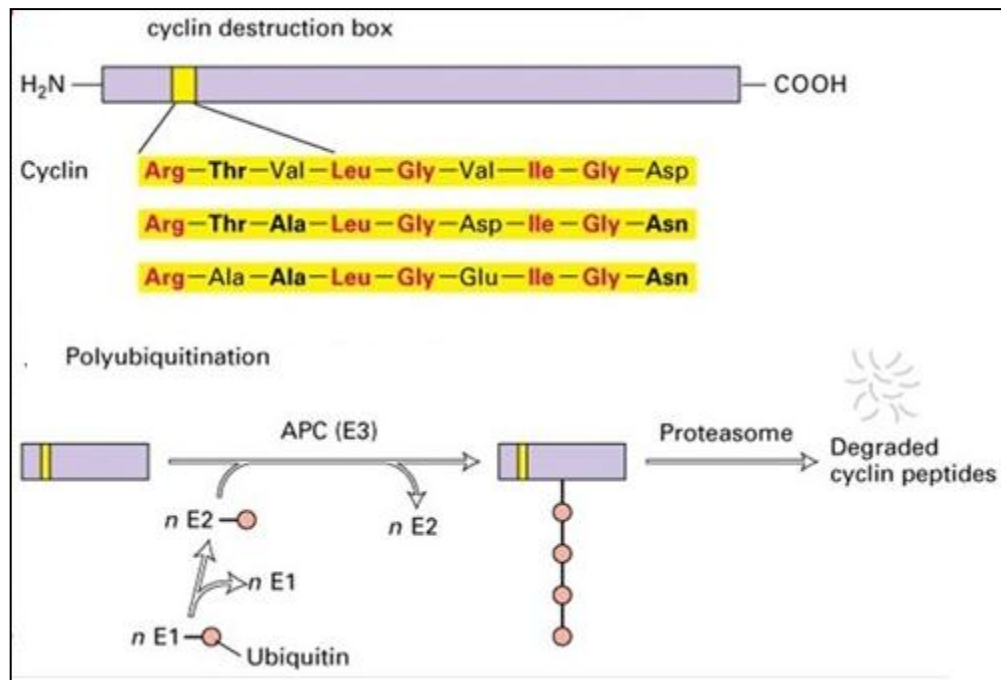 cyclin destruction box
H₂N
COOH
Cyclin
Arg—Thr—Val—Leu—Gly—Val—Ile—Gly—Asp
Arg—Thr—Ala—Leu—Gly—Asp—Ile—Gly—Asn
Arg—Ala—Ala—Leu—Gly—Glu—Ile—Gly—Asn
. Polyubiquitination
APC (E3)
Proteasome
Degraded
cyclin peptides
n E2
n E2
n E1
n E1
Ubiquitin